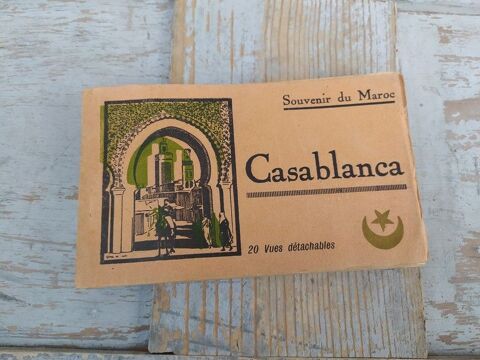 Souvenir du Maroc
Casablanca
20 Vues détachables